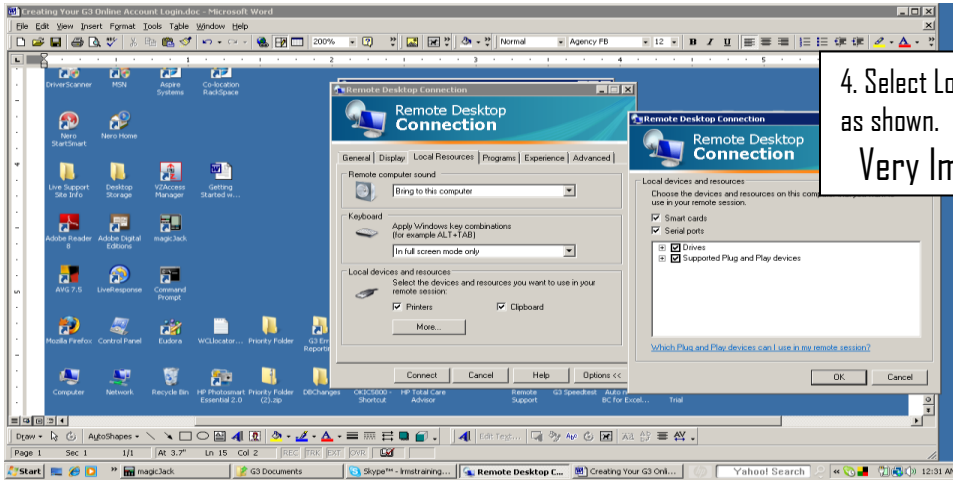 Creating Your G3 Online Account Login.doc - Microsoft Word
File Edit View Insert Format Tools Table Window Help
200% Normal Agency FB 12 B I U
1 2 3 4 5
DriverScanner MSN Aspire Systems Co-location RackSpace
Nero StartSmart Nero Home
Live Support Site Info Desktop Storage VZAccess Manager Getting Started w...
Adobe Reader 8 Adobe Digital Editions magicJack
AVG 7.5 LiveResponse Command Prompt
Mozilla Firefox Control Panel Eudora WCLlocator... Priority Folder
Computer Network Recycle Bin HP Photosmart Essential 2.0 Priority Folder (2).zip DBChanges OKIC5800 - Shortcut HP Total Care Advisor Remote Support G3 Speedtest BC for Excel... Trial
Remote Desktop Connection
Remote Desktop
Connection
General Display Local Resources Programs Experience Advanced
Remote computer sound
Bring to this computer
Keyboard
Apply Windows key combinations
(for example ALT+TAB)
In full screen mode only
Local devices and resources
Select the devices and resources you want to use in your
remote session:
Printers Clipboard
More...
Connect Cancel Help Options <<
Remote Desktop Connection
Remote Desktop
Connection
Local devices and resources
Choose the devices and resources on this
use in your remote session.
Smart cards
Serial ports
Drives
Supported Plug and Play devices
Which Plug and Play devices can I use in my remote session?
OK Cancel
4. Select
as shown.
Very
Draw AutoShapes Edit Text...
Page 1 Sec 1 1/1 At 3.7" Ln 15 Col 2 REC TRK EXT OVR
Start magicJack G3 Documents Skype™ - lrmstraining... Remote Desktop C... Creating Your G3 Onli... Yahoo! Search 12:31 AM